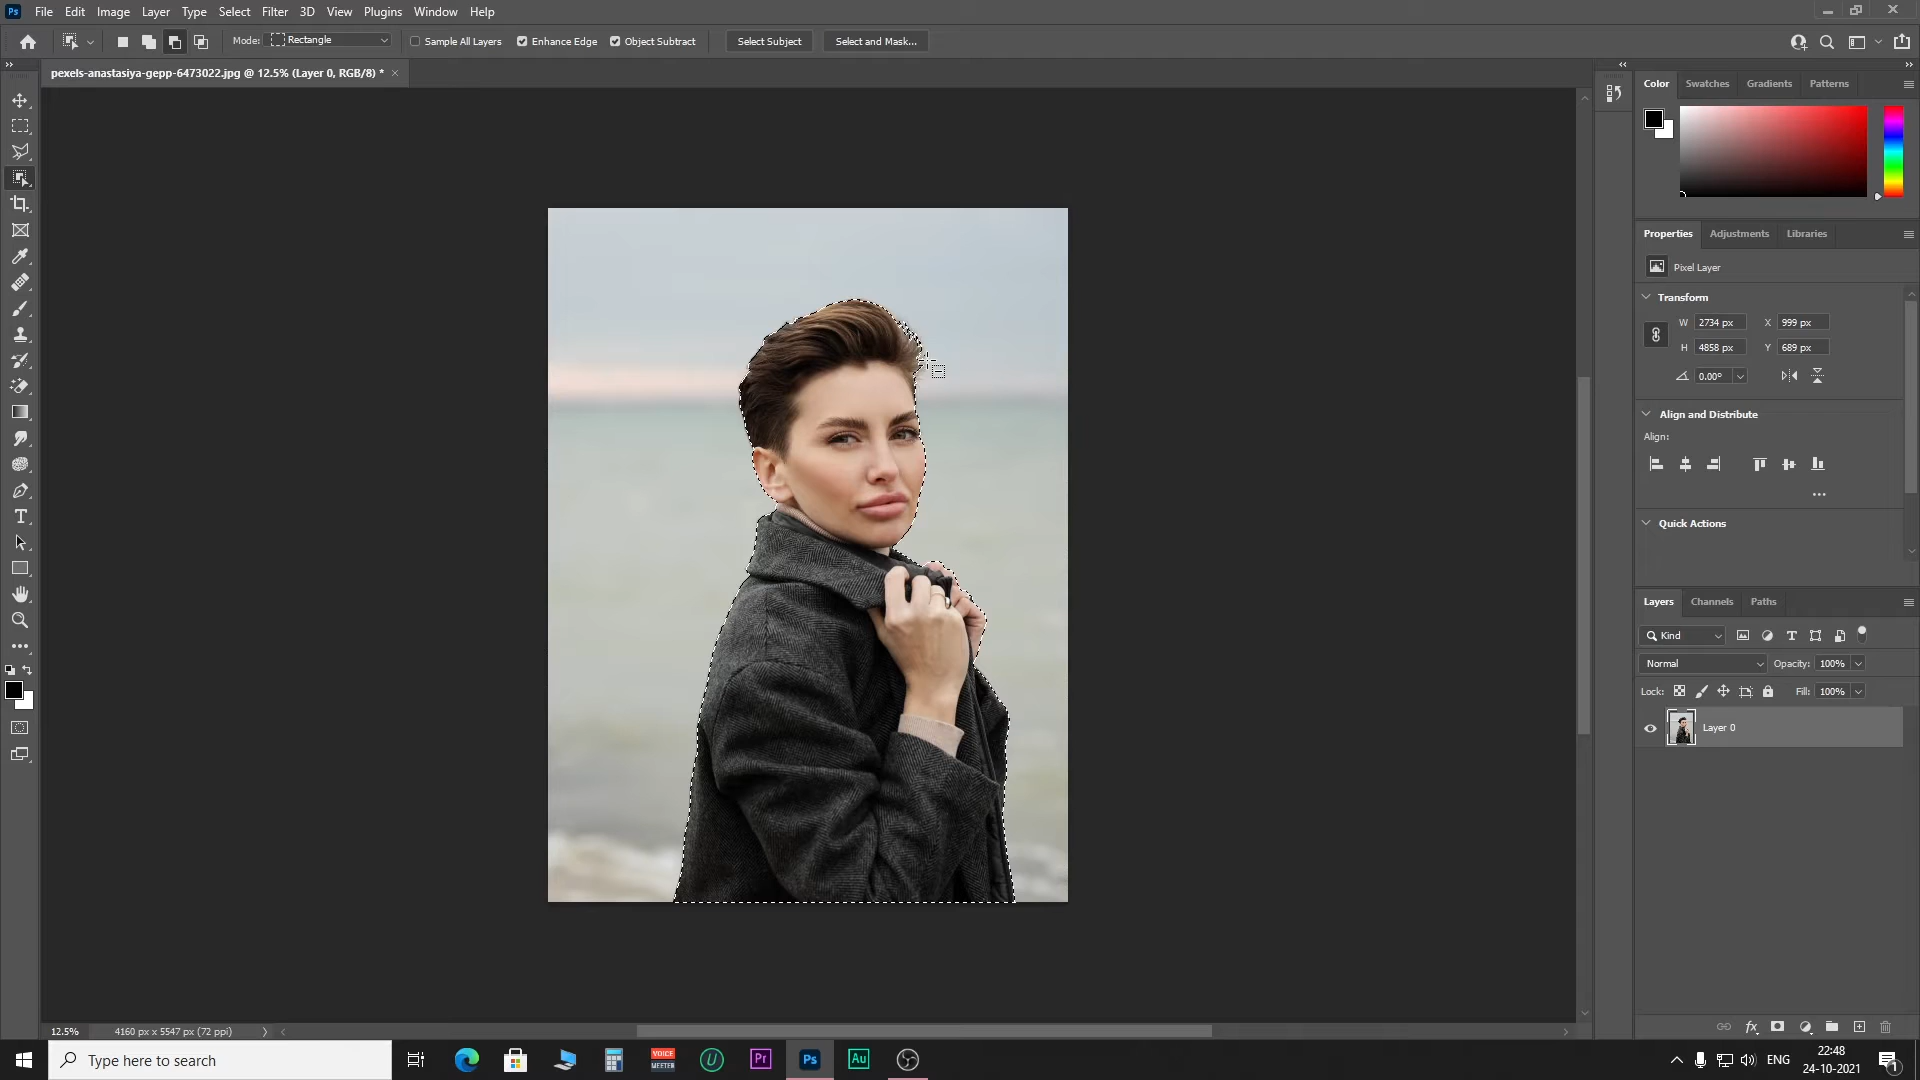 Ps File Edit Image Layer Type Select Filter 3D View Plugins Window Help
Mode: Rectangle Sample All Layers Enhance Edge Object Subtract Select Subject Select and Mask...
pexels-anastasiya-gepp-6473022.jpg @ 12.5% (Layer 0, RGB/8) *
Color Swatches Gradients Patterns
Properties Adjustments Libraries
Pixel Layer
Transform
W 2734 px X 999 px
H 4858 px Y 689 px
0.00°
Align and Distribute
Align:
Quick Actions
Layers Channels Paths
Kind
Normal Opacity: 100%
Lock: Fill: 100%
Layer 0
12.5% 4160 px x 5547 px (72 ppi)
Type here to search
VOICE
MEETER
U Pr Ps Au
ENG
22:48
24-10-2021
1